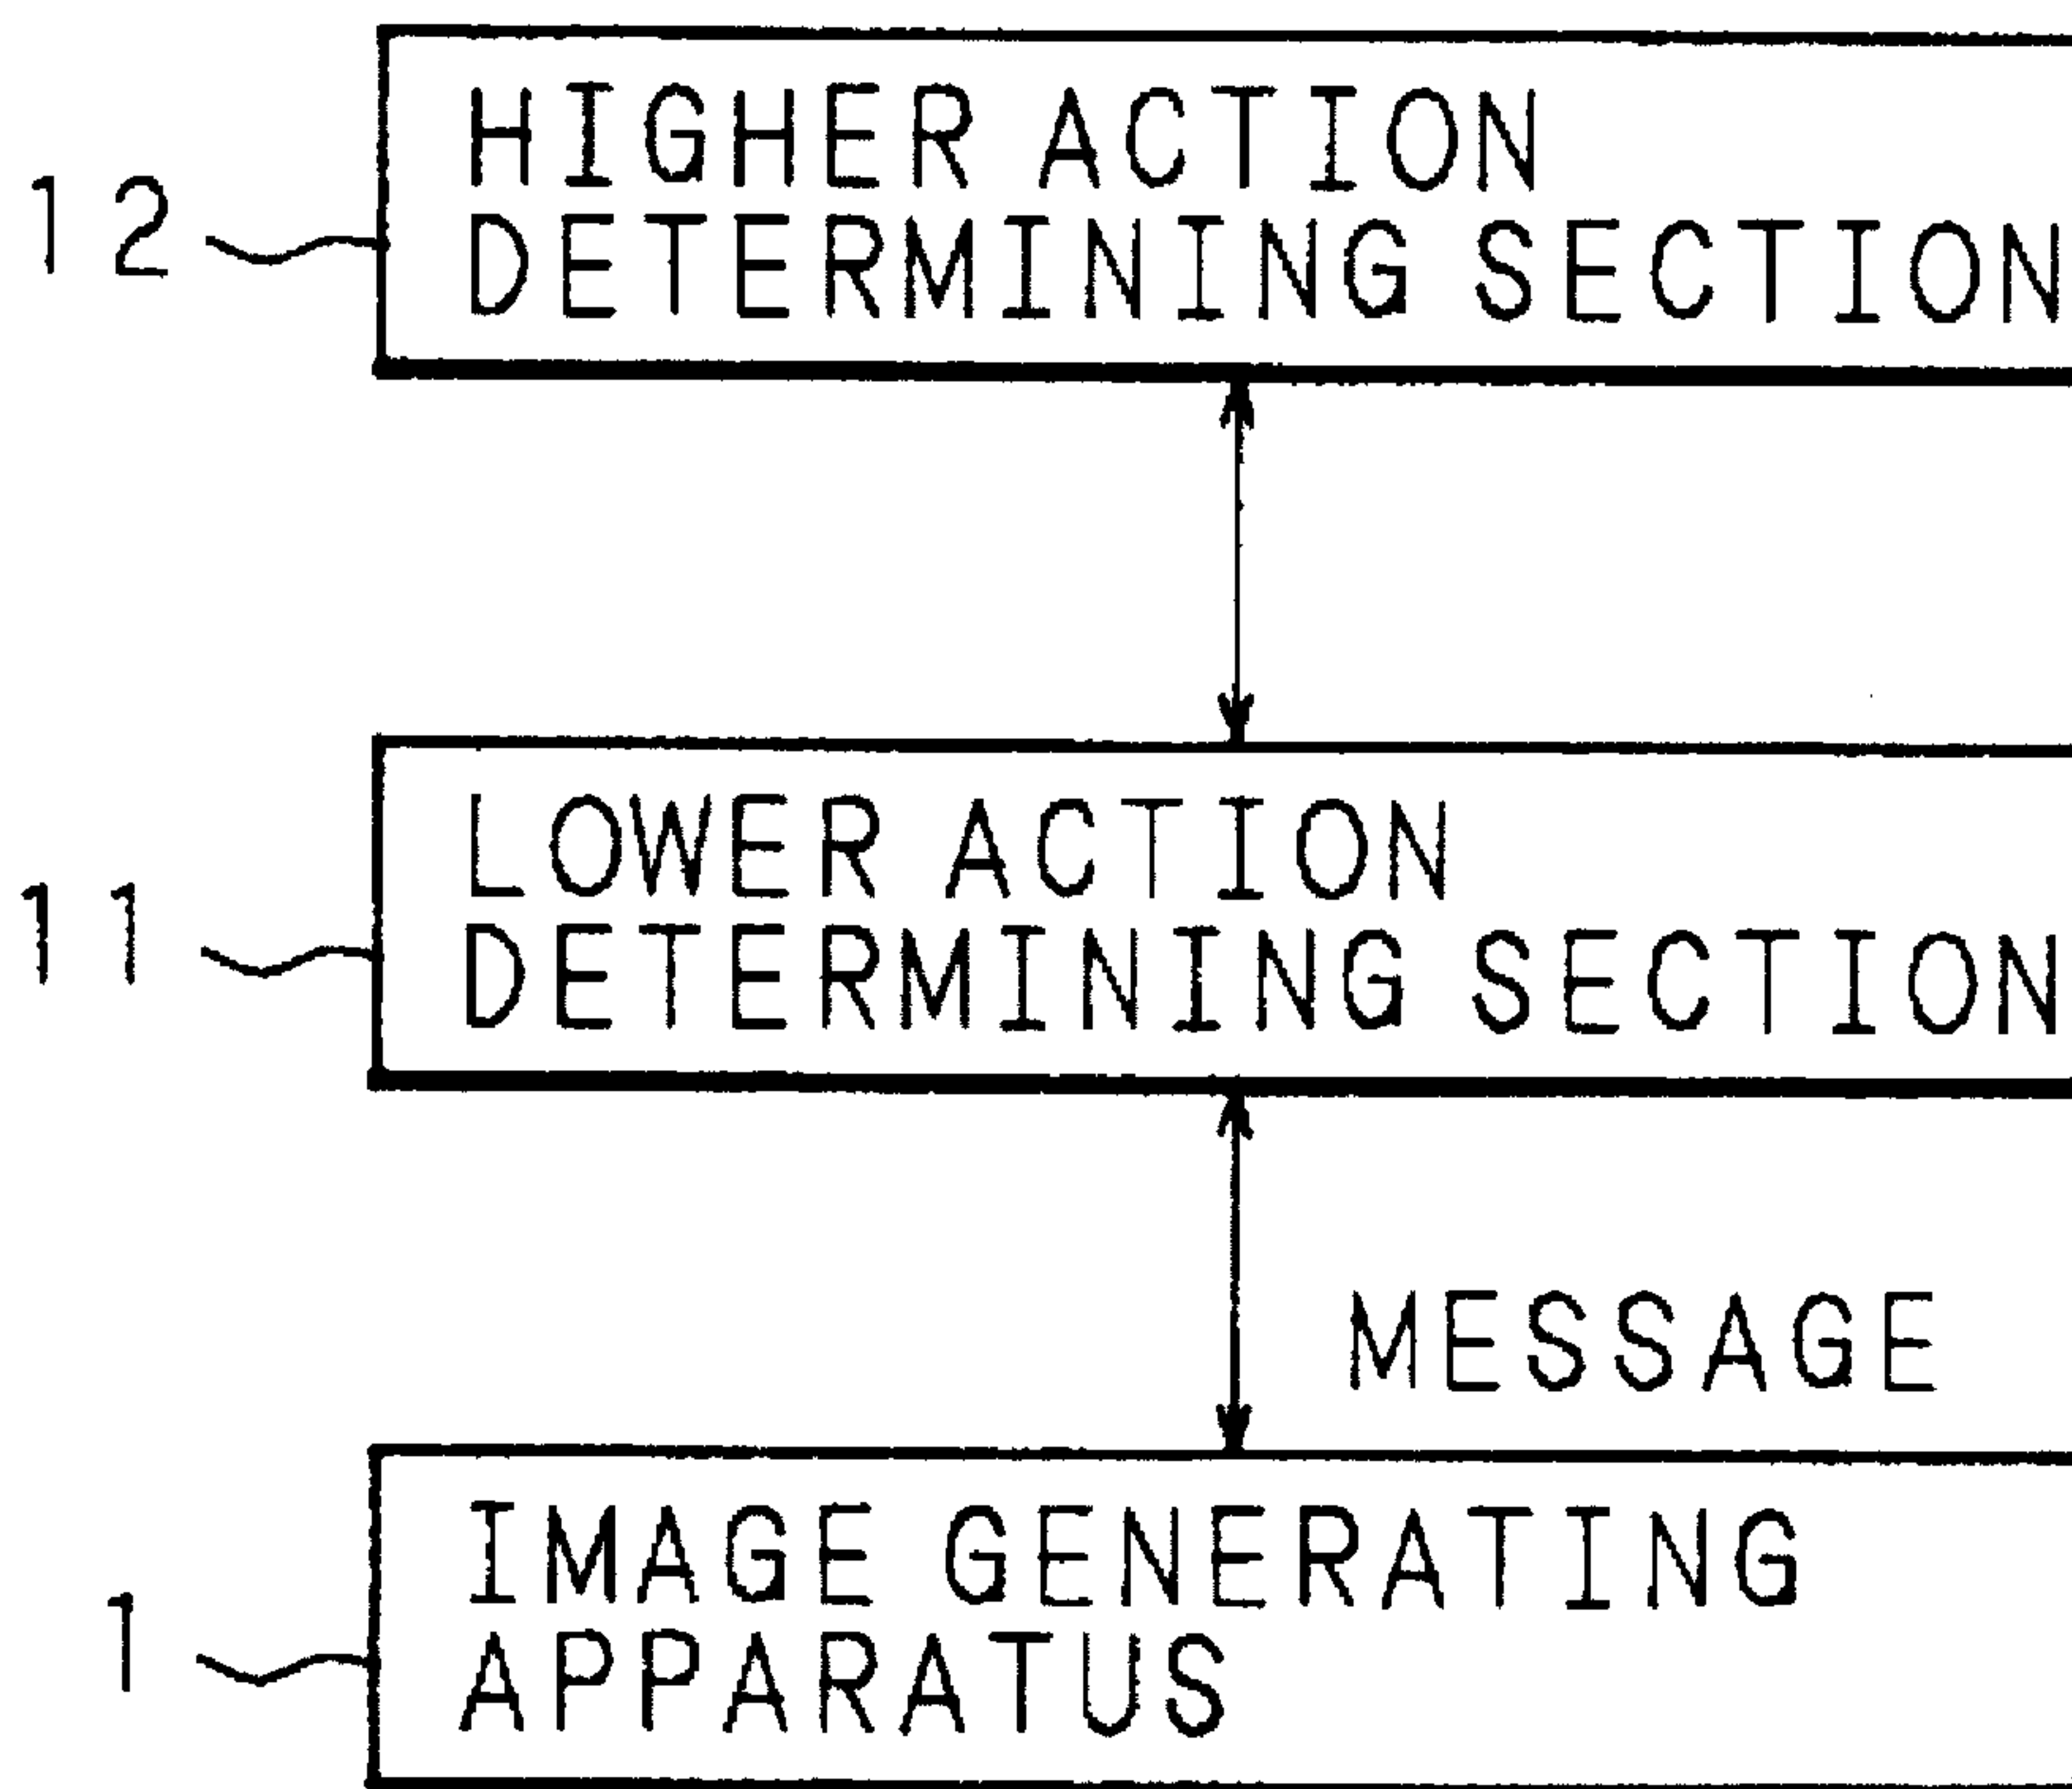 HIGHER ACTION
12
DETERMINING SECTION
LOWER ACTION
11
DETERMINING SECTION
MESSAGE
IMAGE GENERATING
1
APPARATUS